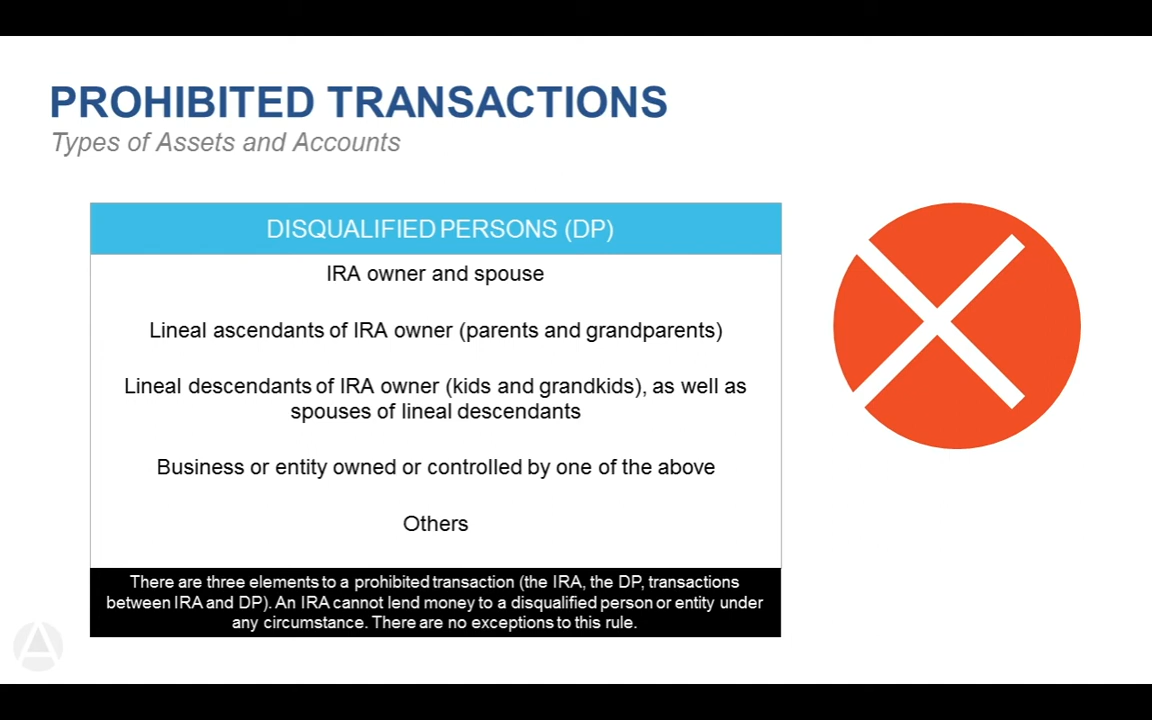 PROHIBITED TRANSACTIONS
Types of Assets and Accounts
DISQUALIFIED PERSONS (DP)
IRA owner and spouse
Lineal ascendants of IRA owner (parents and grandparents)
Lineal descendants of IRA owner (kids and grandkids), as well as
spouses of lineal descendants
Business or entity owned or controlled by one of the above
Others
There are three elements to a prohibited transaction (the IRA, the DP, transactions
between IRA and DP). An IRA cannot lend money to a disqualified person or entity under
any circumstance. There are no exceptions to this rule.